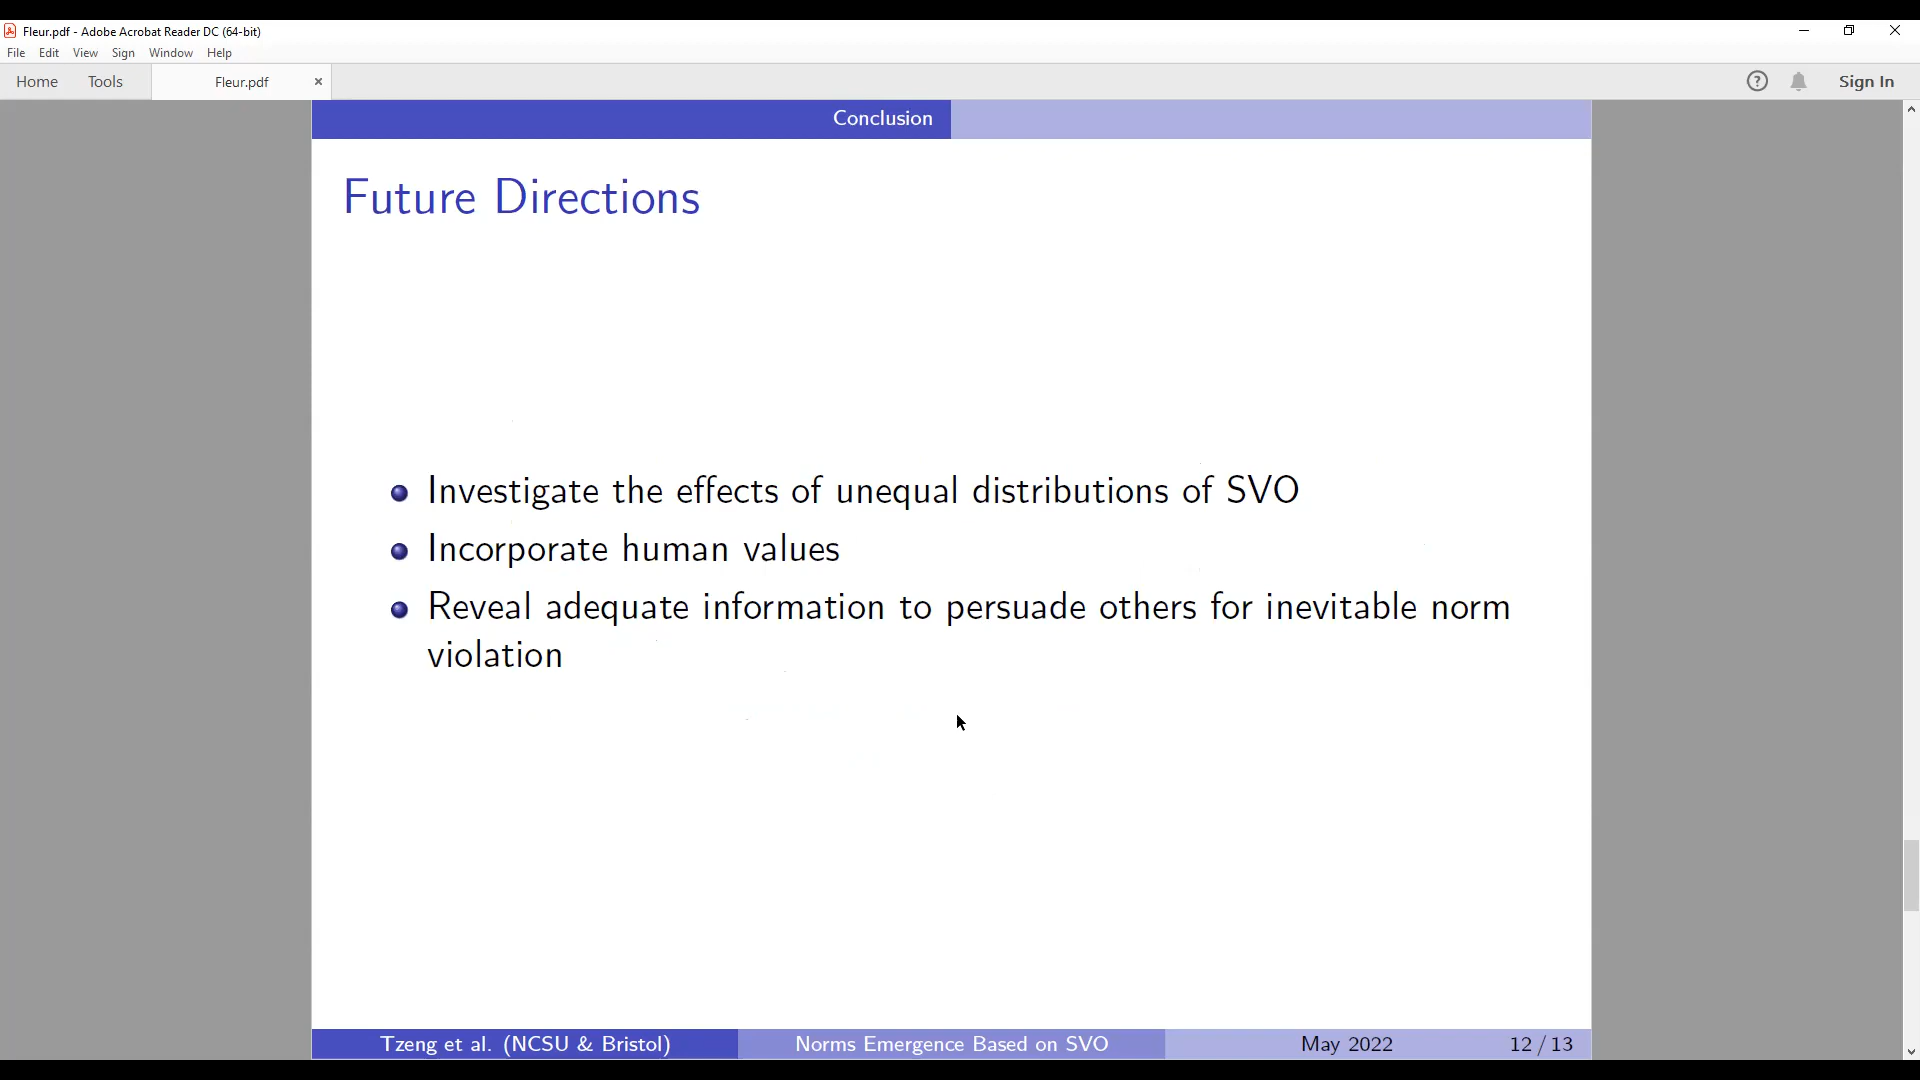 Fleur.pdf - Adobe Acrobat Reader DC (64-bit)
File Edit View Sign Window Help
Home Tools Fleur.pdf × ? Sign In
Conclusion
Future Directions
Investigate the effects of unequal distributions of SVO
Incorporate human values
Reveal adequate information to persuade others for inevitable norm
violation
Tzeng et al. (NCSU & Bristol) Norms Emergence Based on SVO May 2022 12 / 13